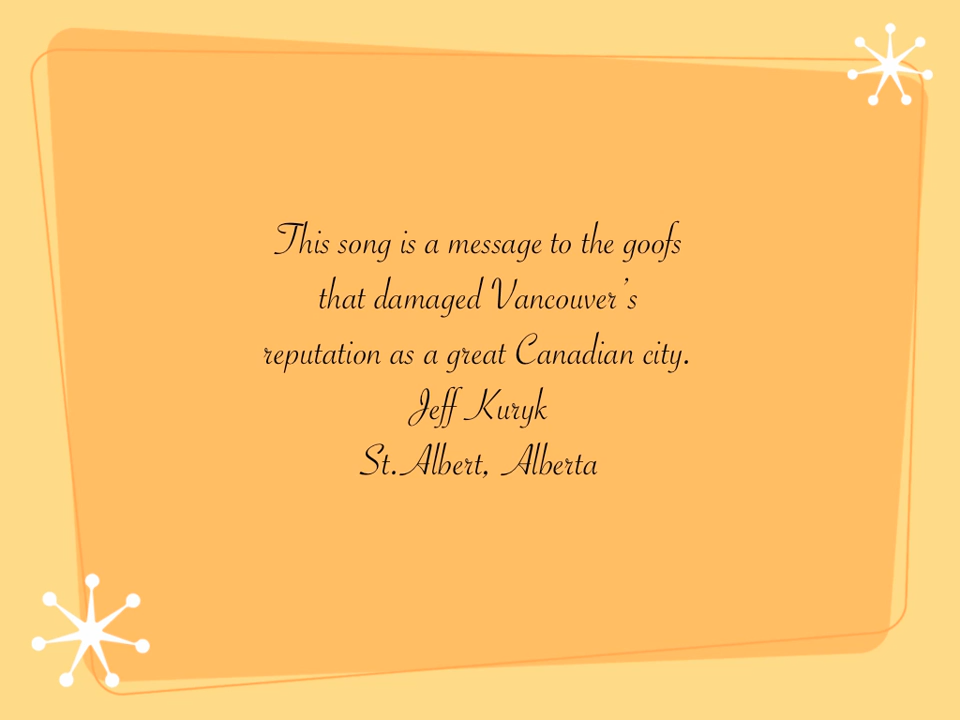 This song is a message to the goofs
that damaged Vancouver's
reputation as a great Canadian city.
Jeff Kuryk
St.Albert, Alberta